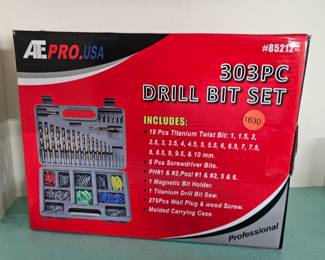 AEPRO.USA
#85212
303PC
DRILL BIT SET
1630
INCLUDES:
• 19 Pcs Titanium Twist Bit: 1, 1.5, 2,
2.5, 3, 3.5, 4, 4.5, 5, 5.5, 6, 6.5, 7, 7.5,
8, 8.5, 9, 9.5, & 10 mm.
• 6 Pcs Screwdriver Bits.
PH#1 & #2,Pozi #1 & #2, 5 & 6.
• 1 Magnetic Bit Holder.
• 1 Titanium Drill Bit Saw.
• 276Pcs Wall Plug & wood Screw.
• Molded Carrying Case.
Professional